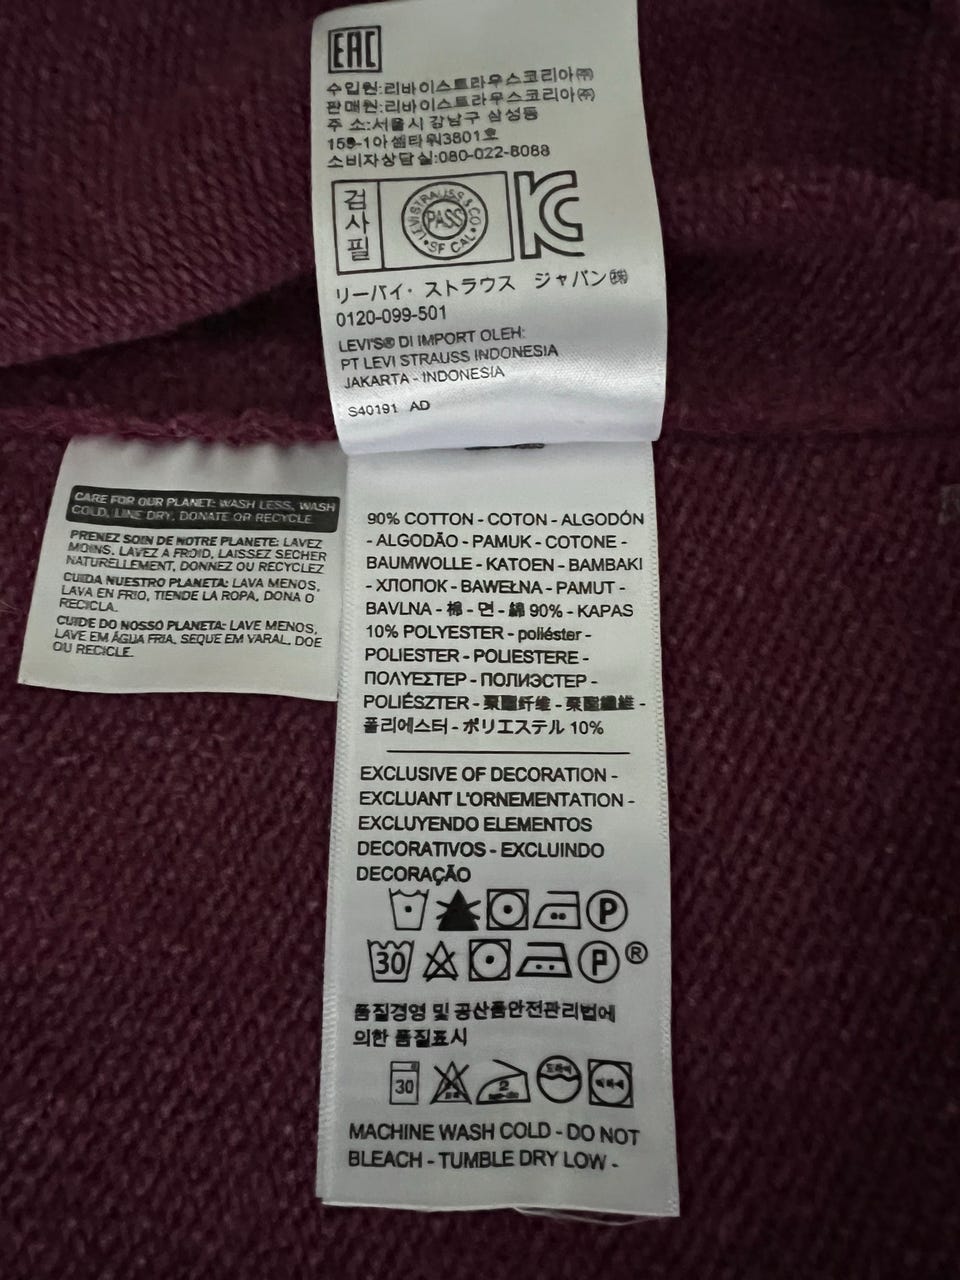 EAC
수입원:리바이스트라우스코리아㈜
판매원:리바이스트라우스코리아㈜
주 소:서울시 강남구 삼성동
159-1아셈타워3801호
소비자상담실:080-022-8088
검사필
LEVI STRAUSS & CO
PASS
SF CAL
KC
リーバイ・ストラウス ジャパン㈱
0120-099-501
LEVI'S® DI IMPORT OLEH:
PT LEVI STRAUSS INDONESIA
JAKARTA - INDONESIA
S40191 AD
CARE FOR OUR PLANET: WASH LESS, WASH
COLD, LINE DRY, DONATE OR RECYCLE
PRENEZ SOIN DE NOTRE PLANETE: LAVEZ
MOINS, LAVEZ A FROID, LAISSEZ SECHER
NATURELLEMENT, DONNEZ OU RECYCLEZ
CUIDA NUESTRO PLANETA: LAVA MENOS,
LAVA EN FRIO, TIENDE LA ROPA, DONA O
RECICLA.
CUIDE DO NOSSO PLANETA: LAVE MENOS,
LAVE EM ÁGUA FRIA, SEQUE EM VARAL, DOE
OU RECICLE.
90% COTTON - COTON - ALGODÓN
- ALGODÃO - PAMUK - COTONE -
BAUMWOLLE - KATOEN - BAMBAKI
- ХПОПОК - BAWEŁNA - PAMUT -
BAVLNA - 棉 - 면 - 綿 90% - KAPAS
10% POLYESTER - poliéster -
POLIESTER - POLIESTERE -
ΠΟΛΥΕΣΤΕΡ - ПОЛИЭСТЕР -
POLIÉSZTER - 聚酯纤维 - 聚酯纖維 -
폴리에스터 - ポリエステル 10%
EXCLUSIVE OF DECORATION -
EXCLUANT L'ORNEMENTATION -
EXCLUYENDO ELEMENTOS
DECORATIVOS - EXCLUINDO
DECORAÇÃO
P
30 P ®
품질경영 및 공산품안전관리법에
의한 품질표시
30 2
MACHINE WASH COLD - DO NOT
BLEACH - TUMBLE DRY LOW -